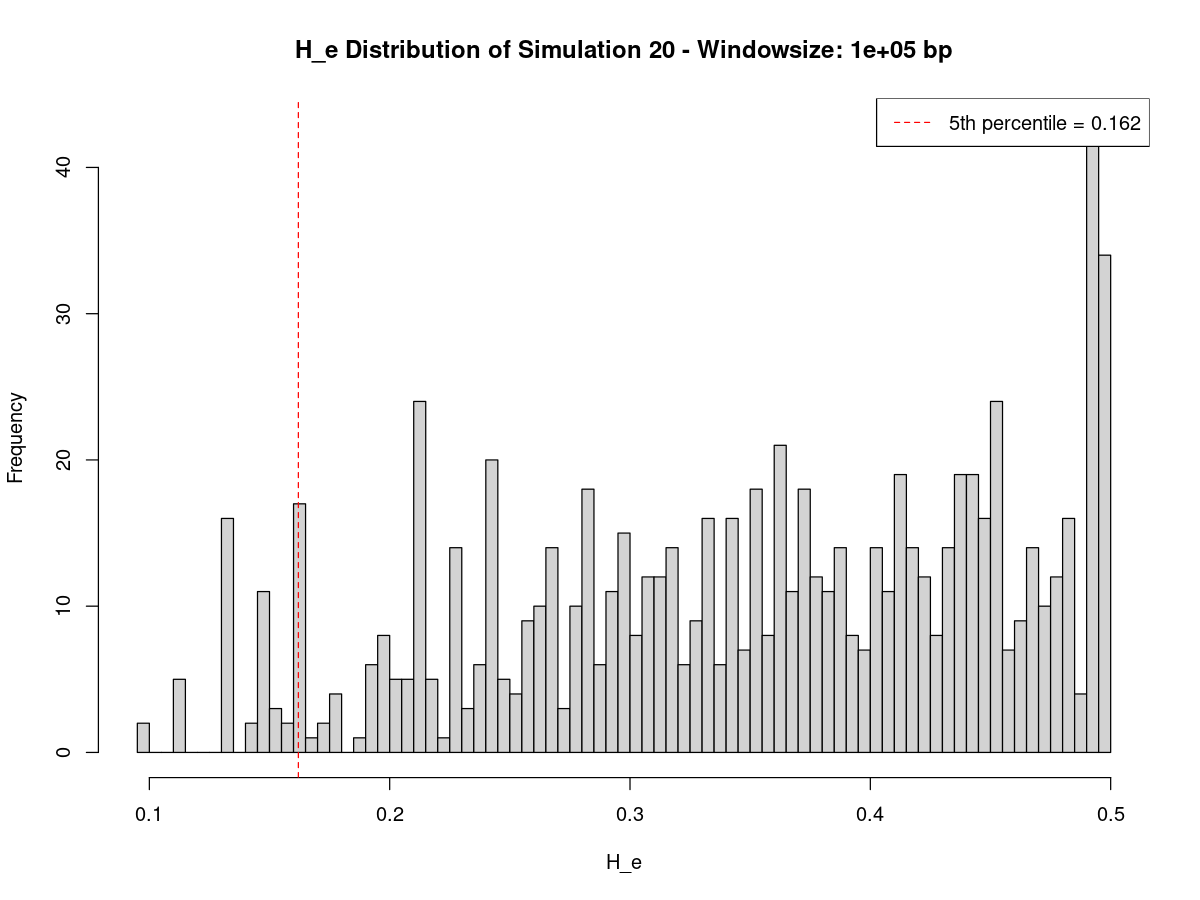 H_e Distribution of Simulation 20 - Windowsize: 1e+05 bp
5th percentile = 0.162
Frequency
40
30
20
10
0
0.1 0.2 0.3 0.4 0.5
H_e